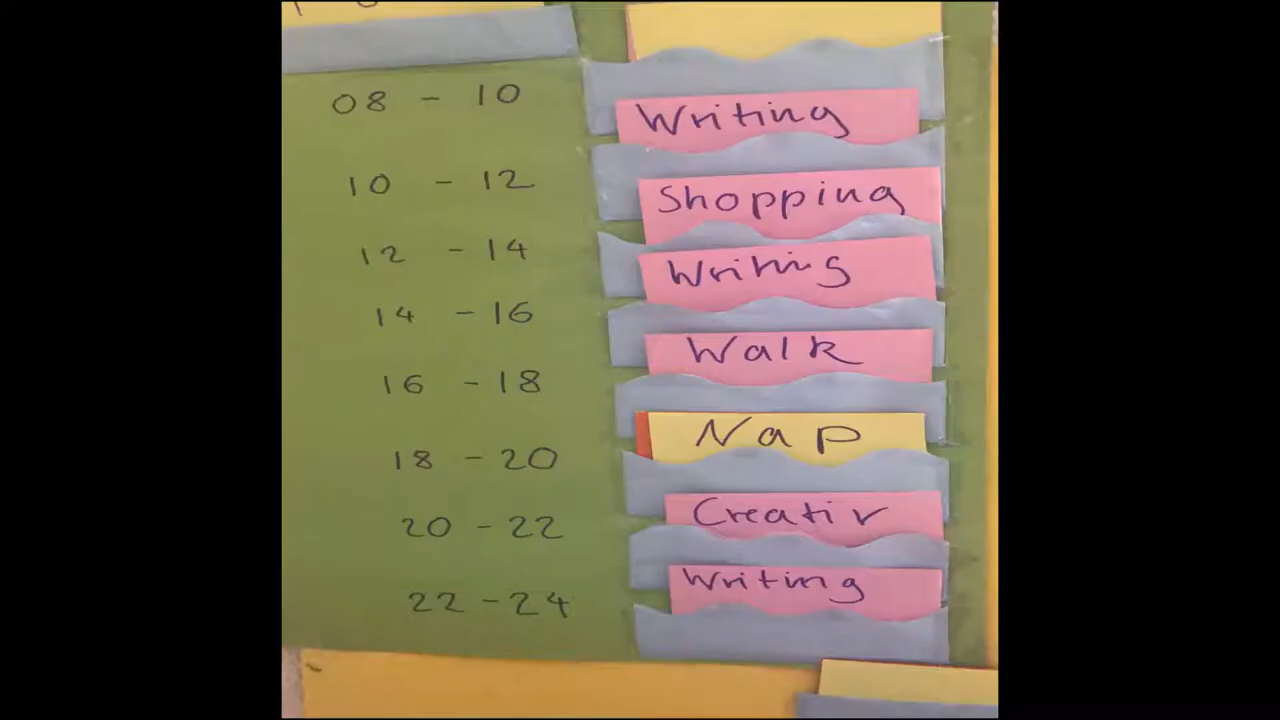 08 - 10 Writing
10 - 12 Shopping
12 - 14 Writing
14 - 16 Walk
16 - 18
18 - 20 Nap
20 - 22 Creativ
22 - 24 Writing